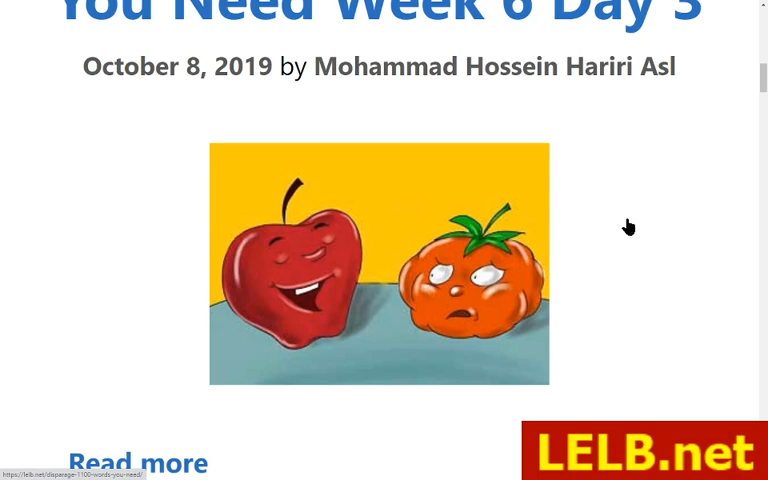 You Need Week 6 Day 3
October 8, 2019 by Mohammad Hossein Hariri Asl
Read more
https://lelb.net/disparage-1100-words-you-need/
LELB.net